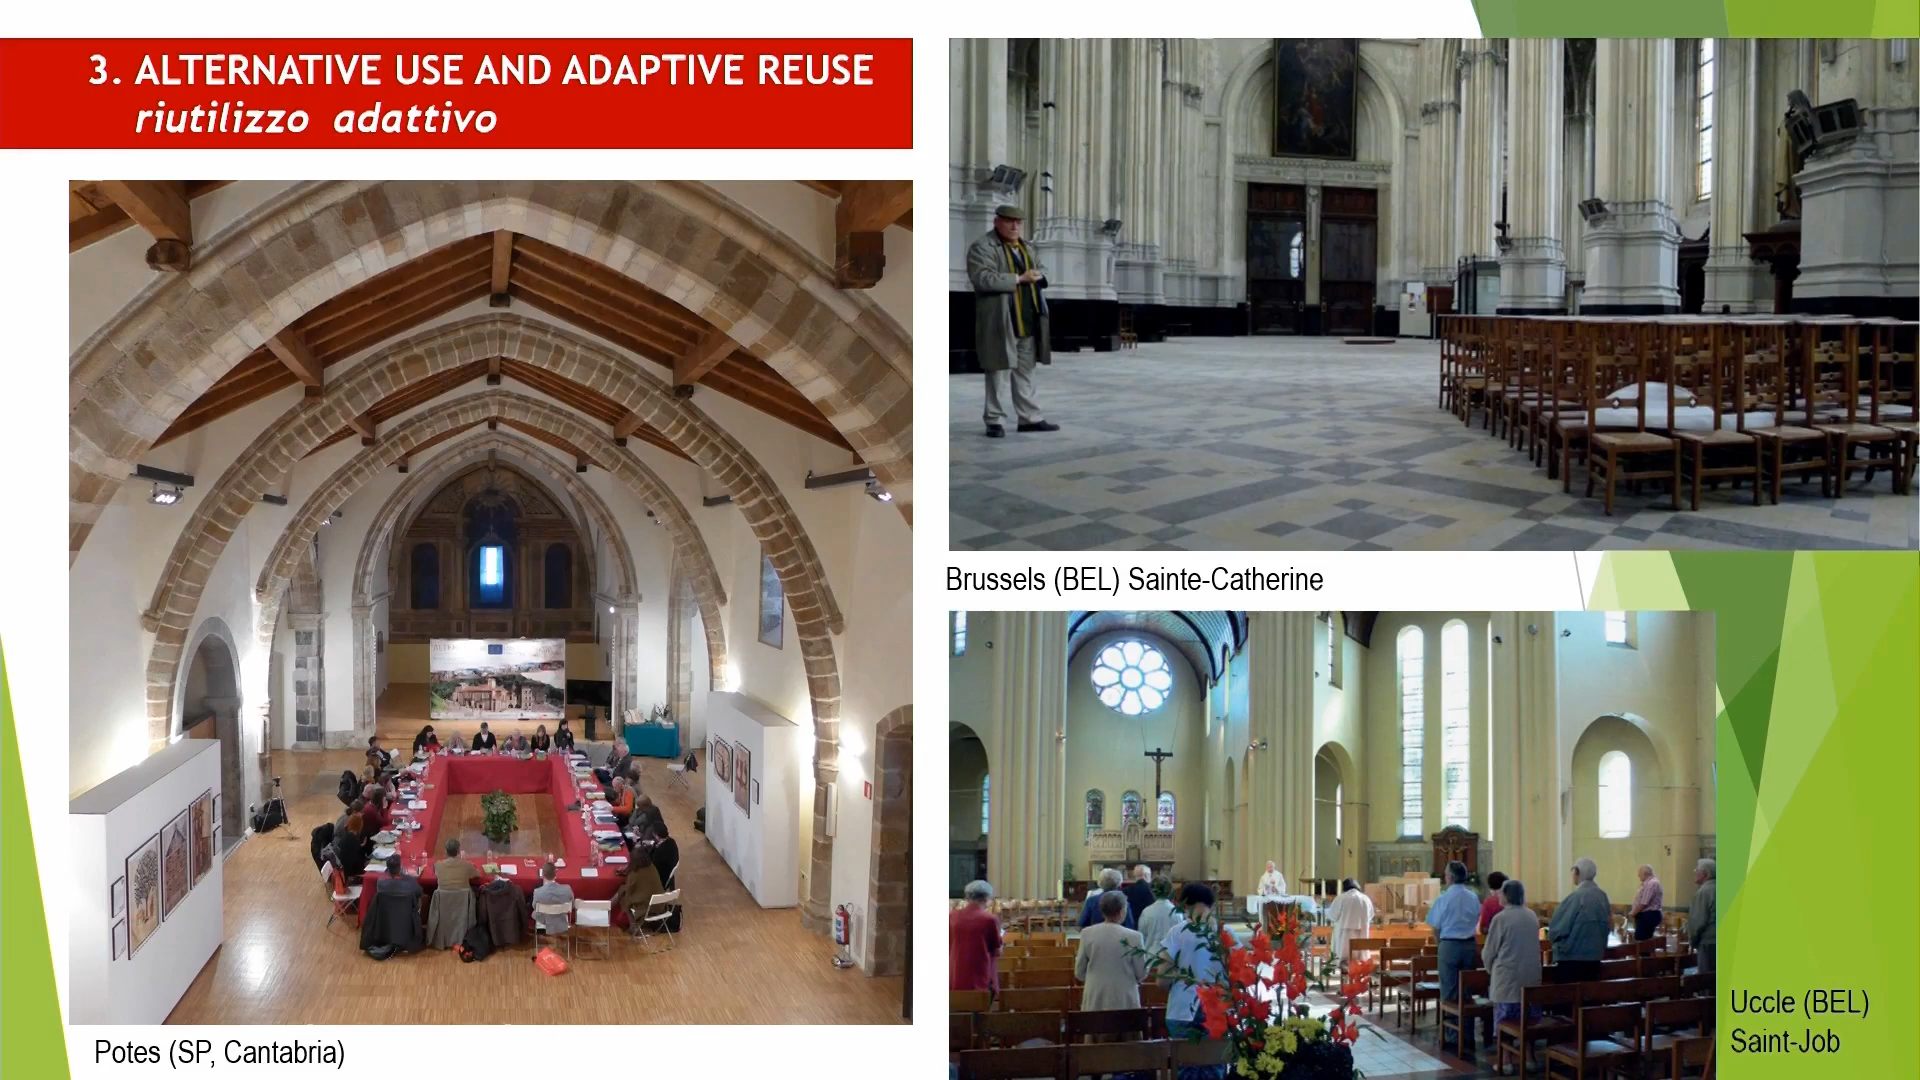 3. ALTERNATIVE USE AND ADAPTIVE REUSE
riutilizzo adattivo
Brussels (BEL) Sainte-Catherine
Uccle (BEL)
Saint-Job
Potes (SP, Cantabria)